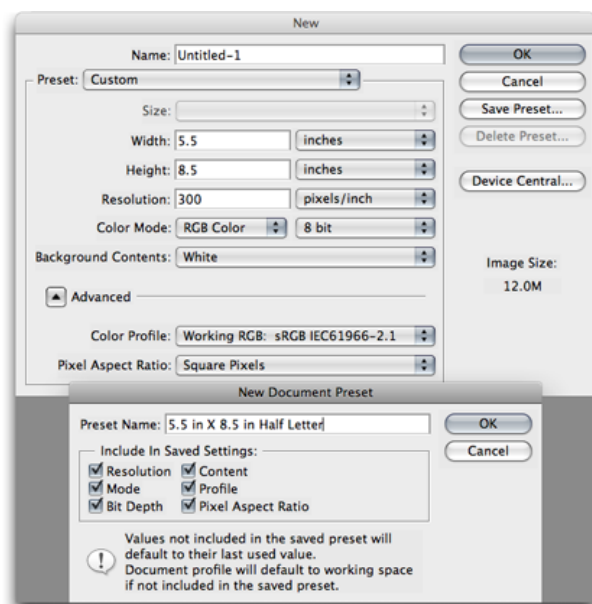 New
Name: Untitled-1
OK
Preset: Custom
Cancel
Size:
Save Preset...
Width: 5.5 inches
Delete Preset...
Height: 8.5 inches
Resolution: 300 pixels/inch
Device Central...
Color Mode: RGB Color 8 bit
Background Contents: White
Image Size:
12.0M
Advanced
Color Profile: Working RGB: sRGB IEC61966-2.1
Pixel Aspect Ratio: Square Pixels
New Document Preset
Preset Name: 5.5 in X 8.5 in Half Letter
OK
Include In Saved Settings:
Cancel
Resolution Content
Mode Profile
Bit Depth Pixel Aspect Ratio
Values not included in the saved preset will
default to their last used value.
Document profile will default to working space
if not included in the saved preset.